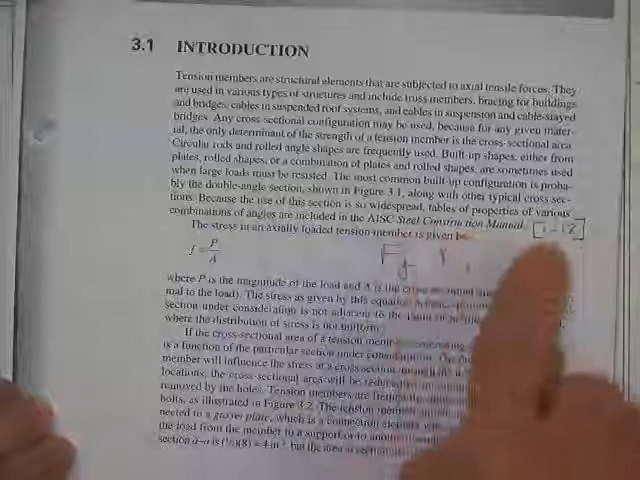 3.1 INTRODUCTION
Tension members are structural elements that are subjected to axial tensile forces. They
are used in various types of structures and include truss members, bracing for buildings
and bridges, cables in suspended roof systems, and cables in suspension and cable-stayed
bridges. Any cross-sectional configuration may be used, because for any given mater-
ial, the only determinant of the strength of a tension member is the cross-sectional area.
Circular rods and rolled angle shapes are frequently used. Built-up shapes, either from
plates, rolled shapes, or a combination of plates and rolled shapes, are sometimes used
when large loads must be resisted. The most common built-up configuration is proba-
bly the double-angle section, shown in Figure 3.1, along with other typical cross sec-
tions. Because the use of this section is so widespread, tables of properties of various
combinations of angles are included in the AISC Steel Construction Manual.
The stress in an axially loaded tension member is given by
f = P
A
F
where P is the magnitude of the load and A is the cross-sectional
mal to the load). The stress as given by this equation
section under consideration is not adjacent to the point of
where the distribution of stress is not uniform.
If the cross-sectional area of a tension member
is a function of the particular section under consideration.
member will influence the stress at a cross section through the
locations, the cross-sectional area will be reduced
removed by the holes. Tension members are frequently
bolts, as illustrated in Figure 3.2. The tension member
nected to a gusset plate, which is a connection element
the load from the member to a support or to another
section a–a is (½)(8) = 4 in.², but the area at section